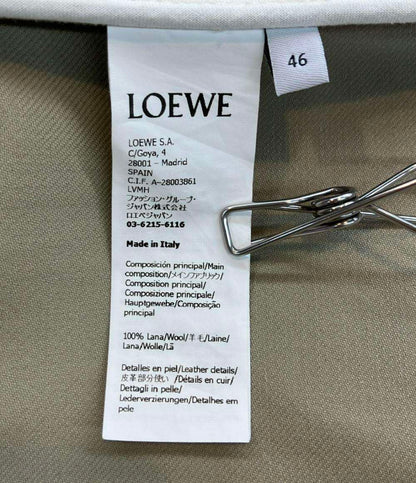 46
LOEWE
LOEWE S.A.
C/Goya, 4
28001 - Madrid
SPAIN
C.I.F. A-28003861
LVMH
ファッション・グループ・
ジャパン株式会社
ロエベジャパン
03-6215-6116
Made in Italy
Composición principal/Main
composition/メインファブリック/
Composition principal/
Composizione principale/
Hauptgewebe/Composição
principal
100% Lana/Wool/羊毛/Laine/
Lana/Wolle/Lã
Detalles en piel/Leather details/
皮革部分使い /Détails en cuir/
Dettagli in pelle/
Lederverzierungen/Detalhes em
pele